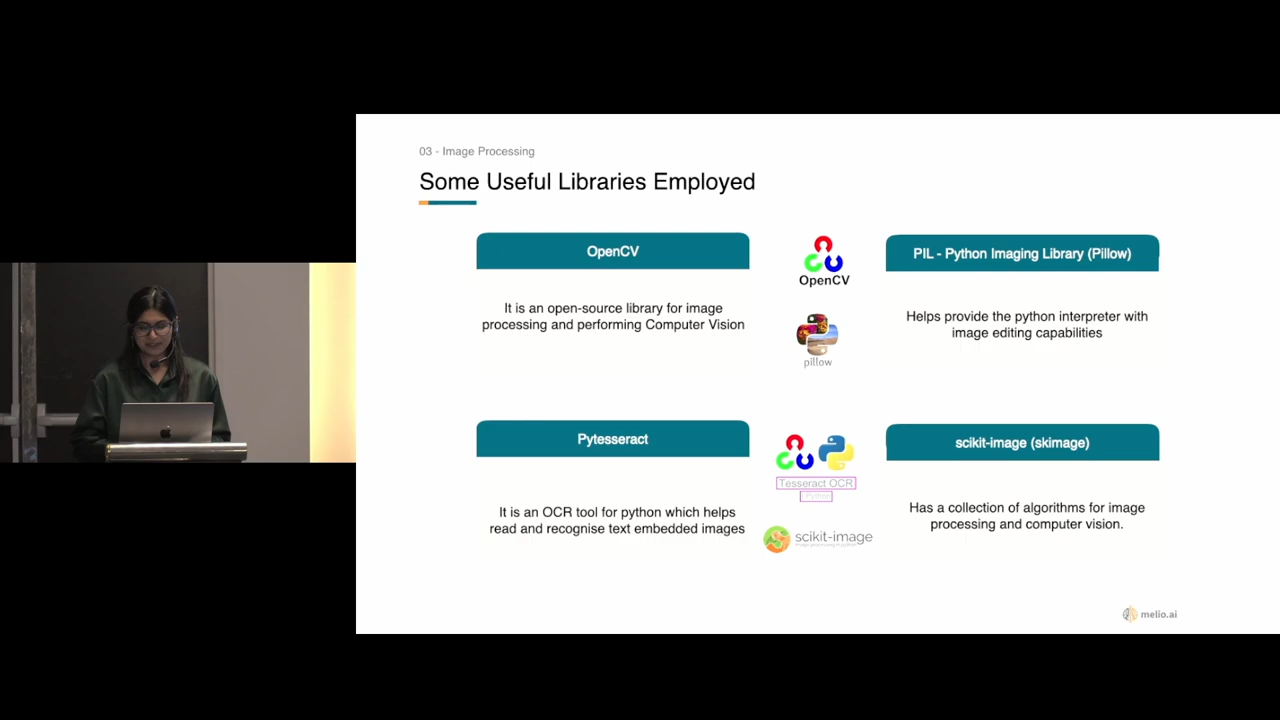 03 - Image Processing
Some Useful Libraries Employed
OpenCV
It is an open-source library for image
processing and performing Computer Vision
OpenCV
pillow
PIL - Python Imaging Library (Pillow)
Helps provide the python interpreter with
image editing capabilities
Pytesseract
It is an OCR tool for python which helps
read and recognise text embedded images
Tesseract OCR
scikit-image
scikit-image (skimage)
Has a collection of algorithms for image
processing and computer vision.
melio.ai